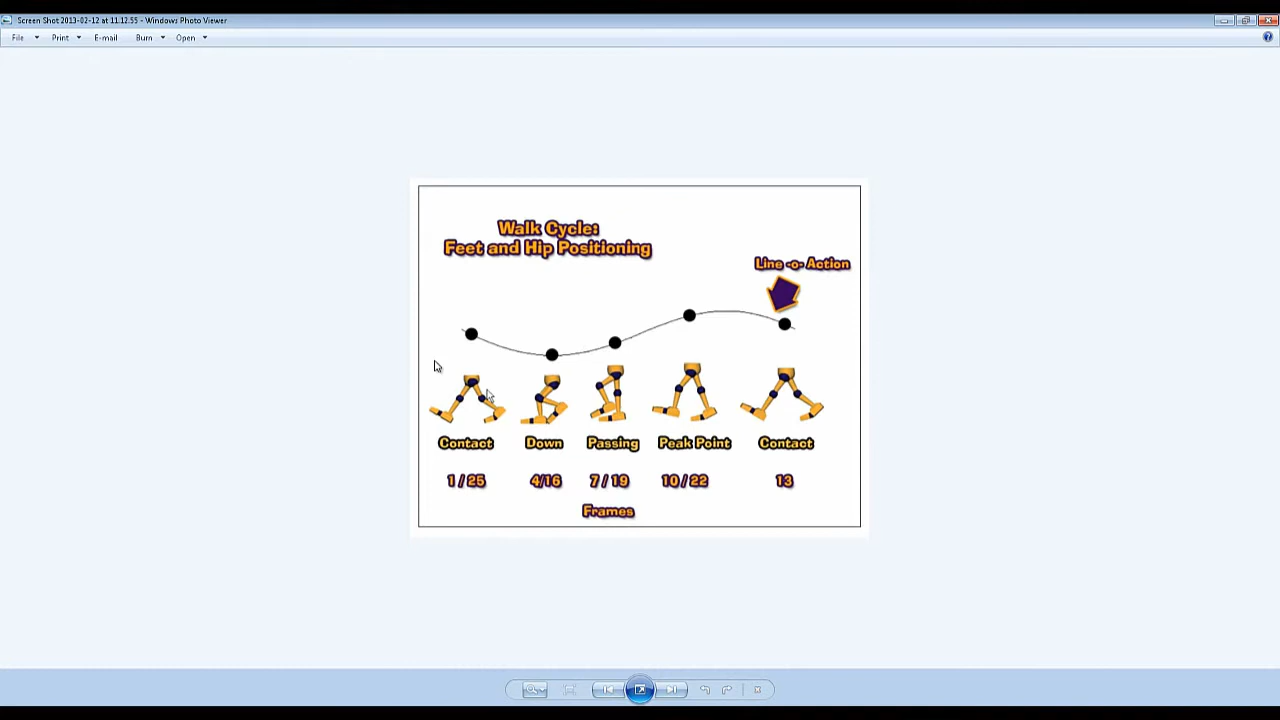 Screen Shot 2013-02-12 at 11.12.55 - Windows Photo Viewer
File Print E-mail Burn Open
Walk Cycle:
Feet and Hip Positioning
Line -o- Action
Contact Down Passing Peak Point Contact
1 / 25 4/16 7 / 19 10 / 22 13
Frames